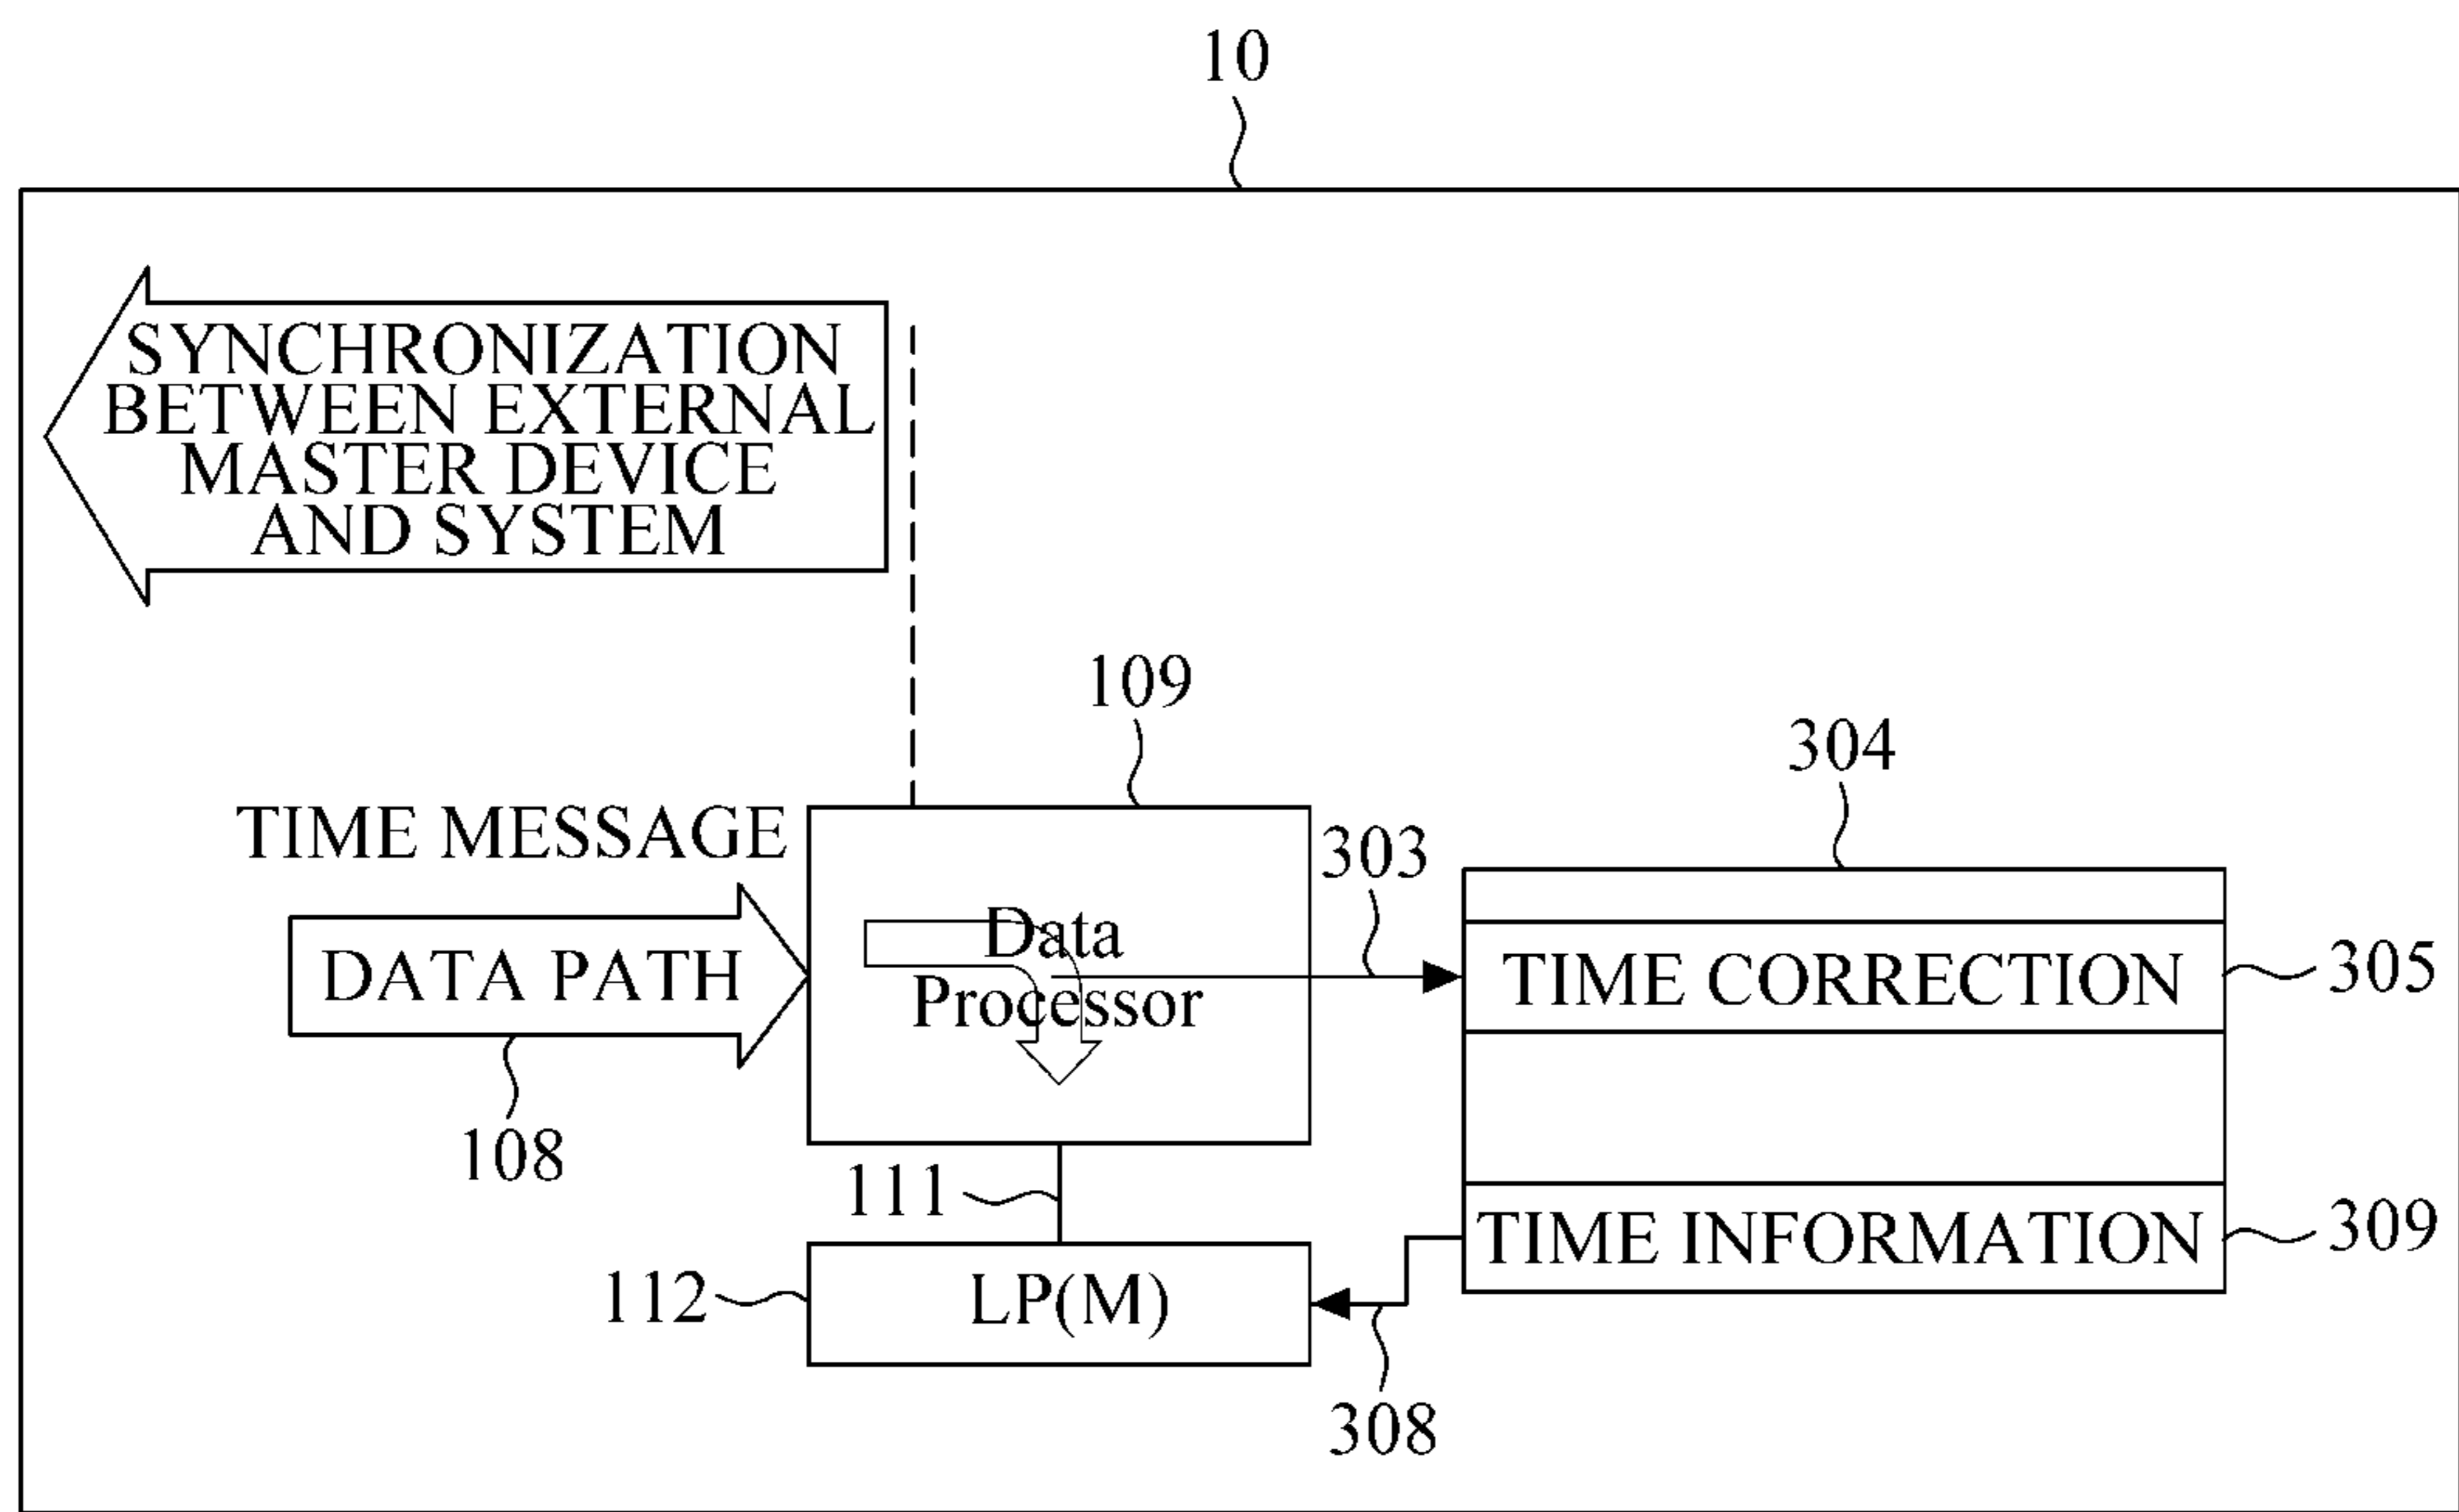 10
SYNCHRONIZATION
BETWEEN EXTERNAL
MASTER DEVICE
AND SYSTEM
109
304
TIME MESSAGE
303
Data
Processor
DATA PATH
TIME CORRECTION
305
108
111
TIME INFORMATION
309
112
LP(M)
308